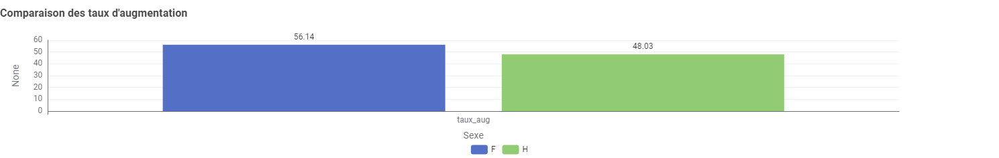 Comparaison des taux d'augmentation
56.14
48.03
60
50
40
30
20
10
0
None
taux_aug
Sexe
F
H